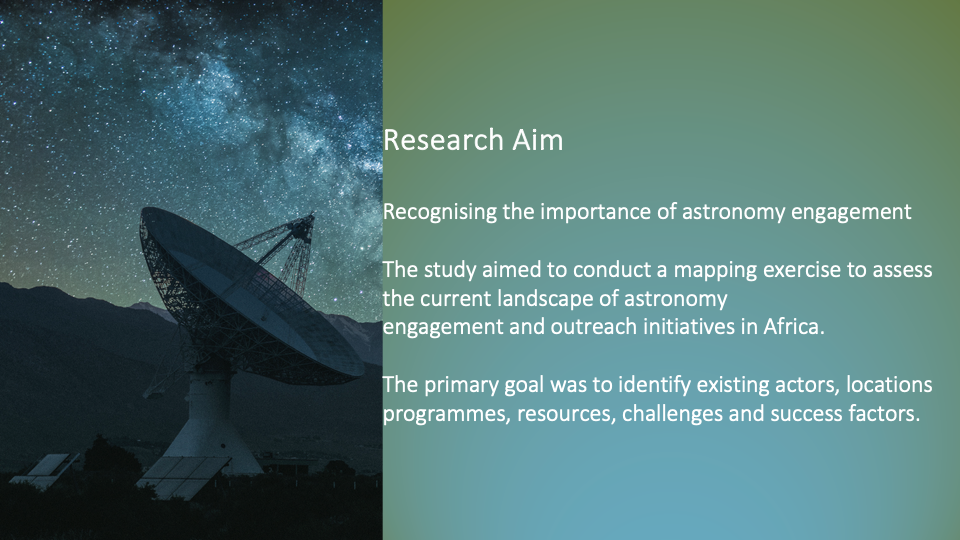 Research Aim
Recognising the importance of astronomy engagement
The study aimed to conduct a mapping exercise to assess
the current landscape of astronomy
engagement and outreach initiatives in Africa.
The primary goal was to identify existing actors, locations
programmes, resources, challenges and success factors.